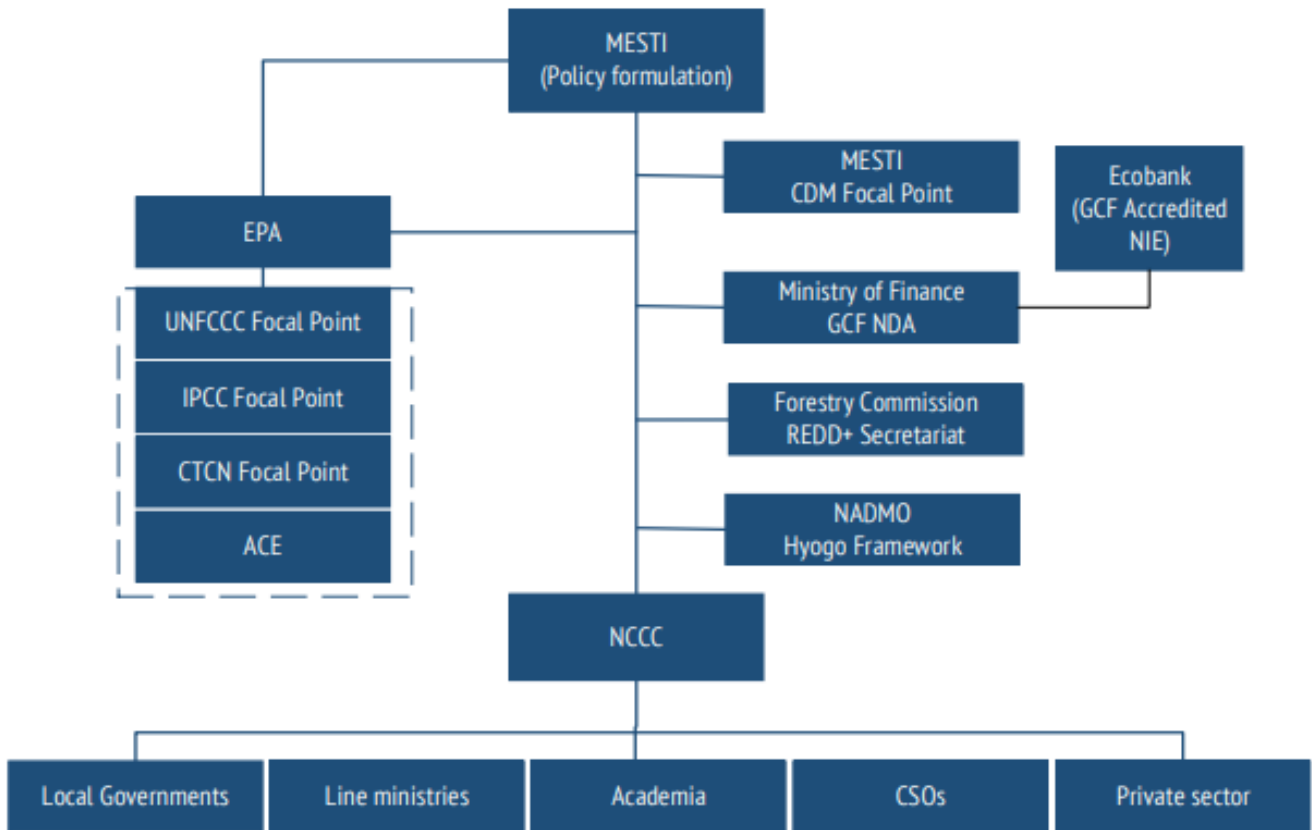 MESTI
(Policy formulation)
MESTI
CDM Focal Point
Ecobank
(GCF Accredited
NIE)
EPA
Ministry of Finance
GCF NDA
UNFCCC Focal Point
IPCC Focal Point
Forestry Commission
REDD+ Secretariat
CTCN Focal Point
NADMO
Hyogo Framework
ACE
NCCC
Local Governments
Line ministries
Academia
CSOs
Private sector